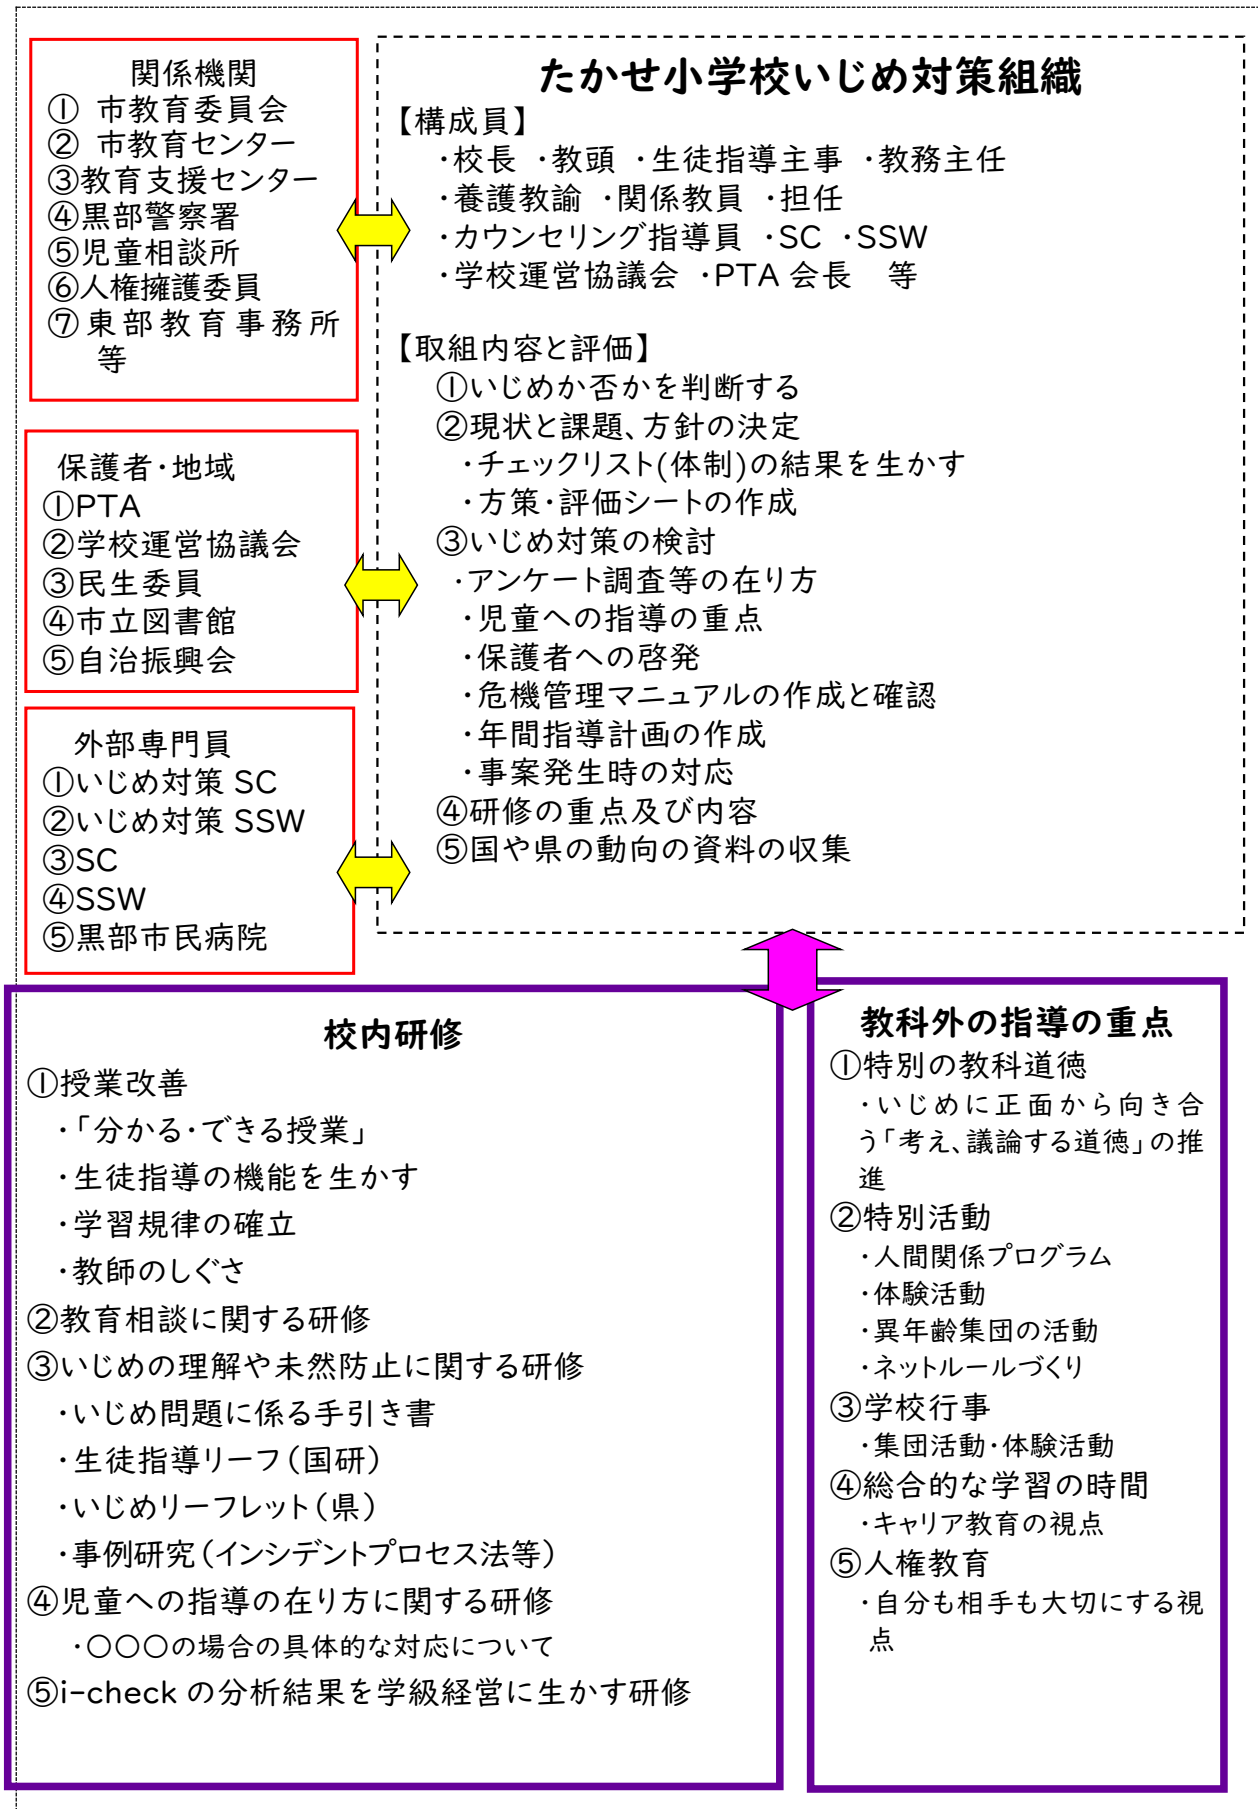 関係機関
① 市教育委員会
② 市教育センター
③教育支援センター
④黒部警察署
⑤児童相談所
⑥人権擁護委員
⑦東部教育事務所
等
保護者・地域
①PTA
②学校運営協議会
③民生委員
④市立図書館
⑤自治振興会
外部専門員
①いじめ対策 SC
②いじめ対策 SSW
③SC
④SSW
⑤黒部市民病院
たかせ小学校いじめ対策組織
【構成員】
・校長 ・教頭 ・生徒指導主事 ・教務主任
・養護教諭 ・関係教員 ・担任
・カウンセリング指導員 ・SC ・SSW
・学校運営協議会 ・PTA 会長　等
【取組内容と評価】
①いじめか否かを判断する
②現状と課題、方針の決定
・チェックリスト(体制)の結果を生かす
・方策・評価シートの作成
③いじめ対策の検討
・アンケート調査等の在り方
・児童への指導の重点
・保護者への啓発
・危機管理マニュアルの作成と確認
・年間指導計画の作成
・事案発生時の対応
④研修の重点及び内容
⑤国や県の動向の資料の収集
校内研修
①授業改善
・「分かる・できる授業」
・生徒指導の機能を生かす
・学習規律の確立
・教師のしぐさ
②教育相談に関する研修
③いじめの理解や未然防止に関する研修
・いじめ問題に係る手引き書
・生徒指導リーフ(国研)
・いじめリーフレット(県)
・事例研究(インシデントプロセス法等)
④児童への指導の在り方に関する研修
・〇〇〇の場合の具体的な対応について
⑤i-check の分析結果を学級経営に生かす研修
教科外の指導の重点
①特別の教科道徳
・いじめに正面から向き合
う「考え、議論する道徳」の推
進
②特別活動
・人間関係プログラム
・体験活動
・異年齢集団の活動
・ネットルールづくり
③学校行事
・集団活動・体験活動
④総合的な学習の時間
・キャリア教育の視点
⑤人権教育
・自分も相手も大切にする視
点